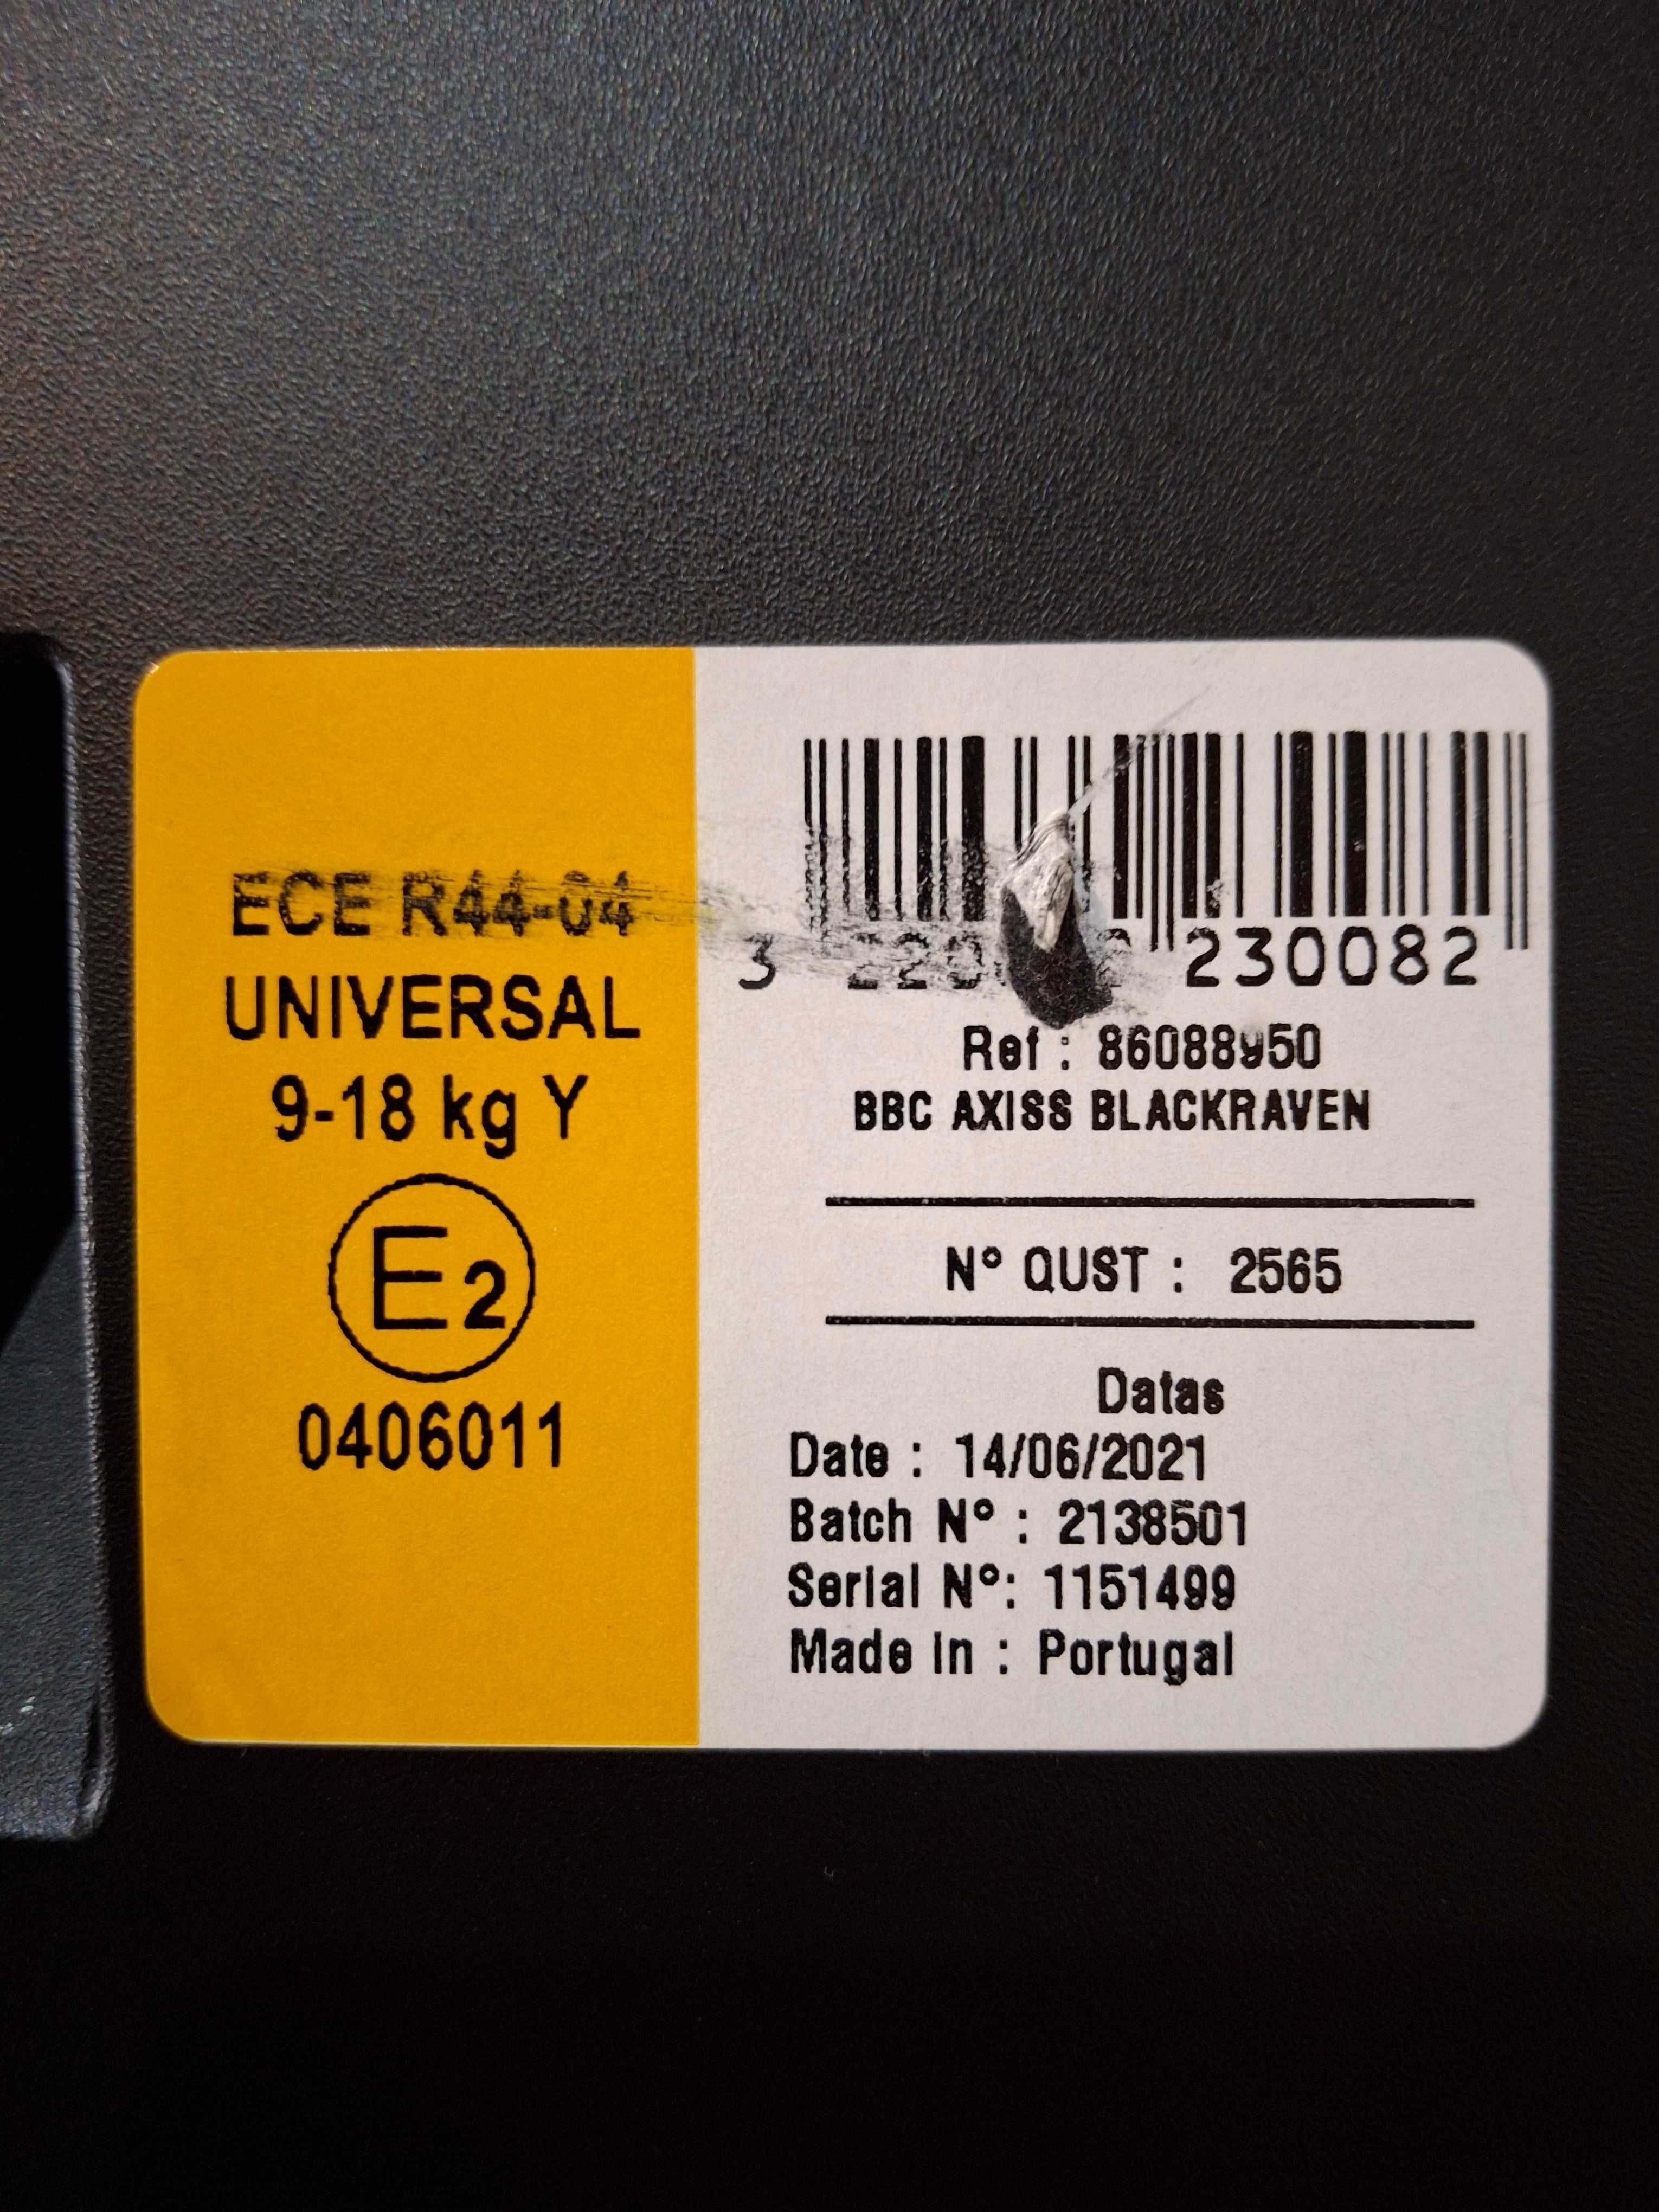 ECE R44-04
UNIVERSAL
9-18 kg Y
E2
0406011
3 230082
Ref : 86088950
BBC AXISS BLACKRAVEN
N° QUST : 2565
Datas
Date : 14/06/2021
Batch N° : 2138501
Serial N°: 1151499
Made in : Portugal